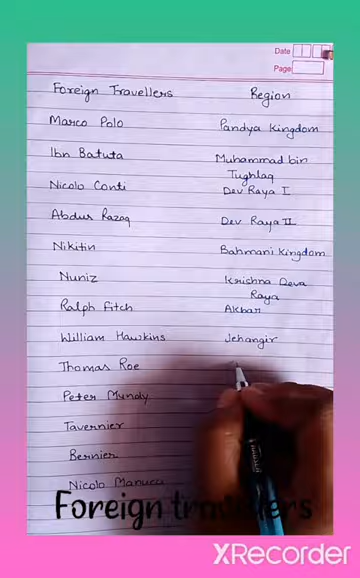 Date
Page
Foreign Travellers Region
Marco Polo Pandya Kingdom
Ibn Batuta Muhammad bin
Tughlaq
Nicolo Conti Dev Raya I
Abdur Razaq Dev Raya II
Nikitin Bahmani Kingdom
Nuniz Krishna Deva
Raya
Ralph Fitch Akbar
William Hawkins Jehangir
Thomas Roe
Peter Mundy
Tavernier
Bernier
Nicolo Manucci
Foreign travellers
XRecorder